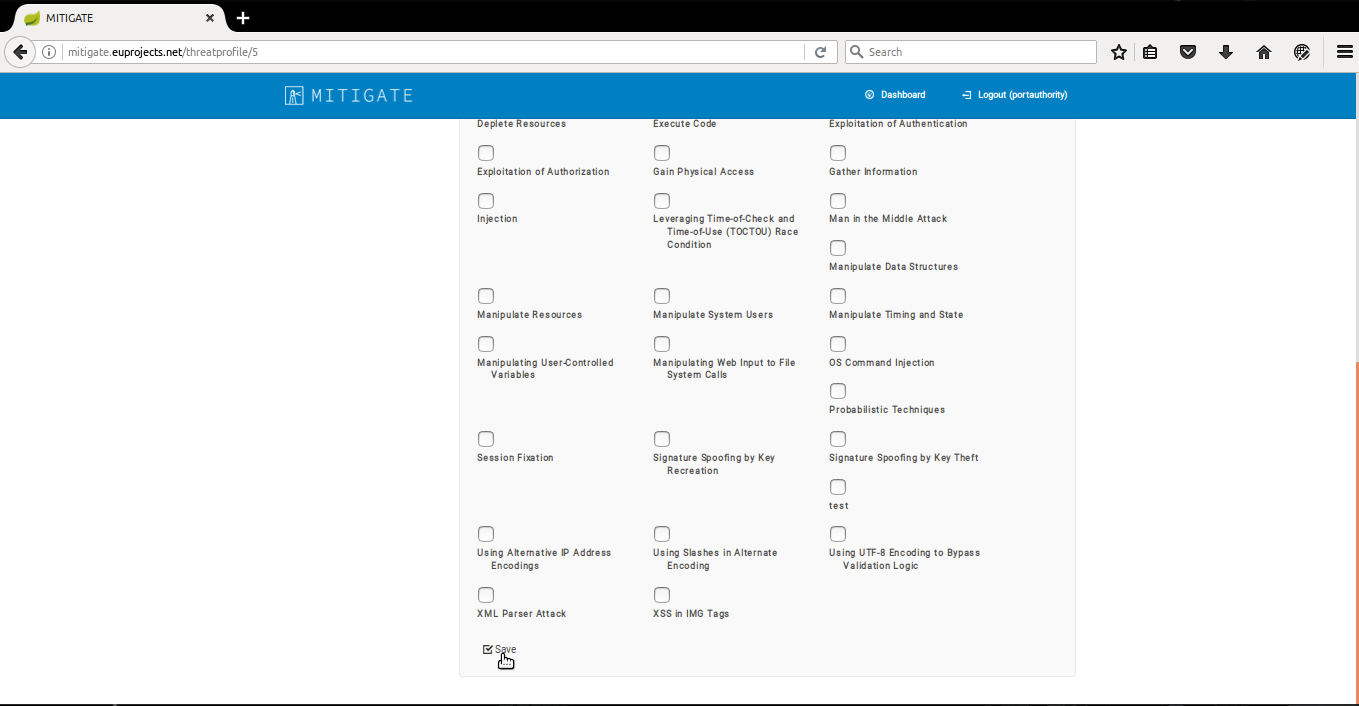 MITIGATE
mitigate.euprojects.net/threatprofile/5
Search
MITIGATE
Dashboard
Logout (portauthority)
Deplete Resources
Execute Code
Exploitation of Authentication
Exploitation of Authorization
Gain Physical Access
Gather Information
Injection
Leveraging Time-of-Check and
Time-of-Use (TOCTOU) Race
Condition
Man in the Middle Attack
Manipulate Data Structures
Manipulate Resources
Manipulate System Users
Manipulate Timing and State
Manipulating User-Controlled
Variables
Manipulating Web Input to File
System Calls
OS Command Injection
Probabilistic Techniques
Session Fixation
Signature Spoofing by Key
Recreation
Signature Spoofing by Key Theft
test
Using Alternative IP Address
Encodings
Using Slashes in Alternate
Encoding
Using UTF-8 Encoding to Bypass
Validation Logic
XML Parser Attack
XSS in IMG Tags
Save